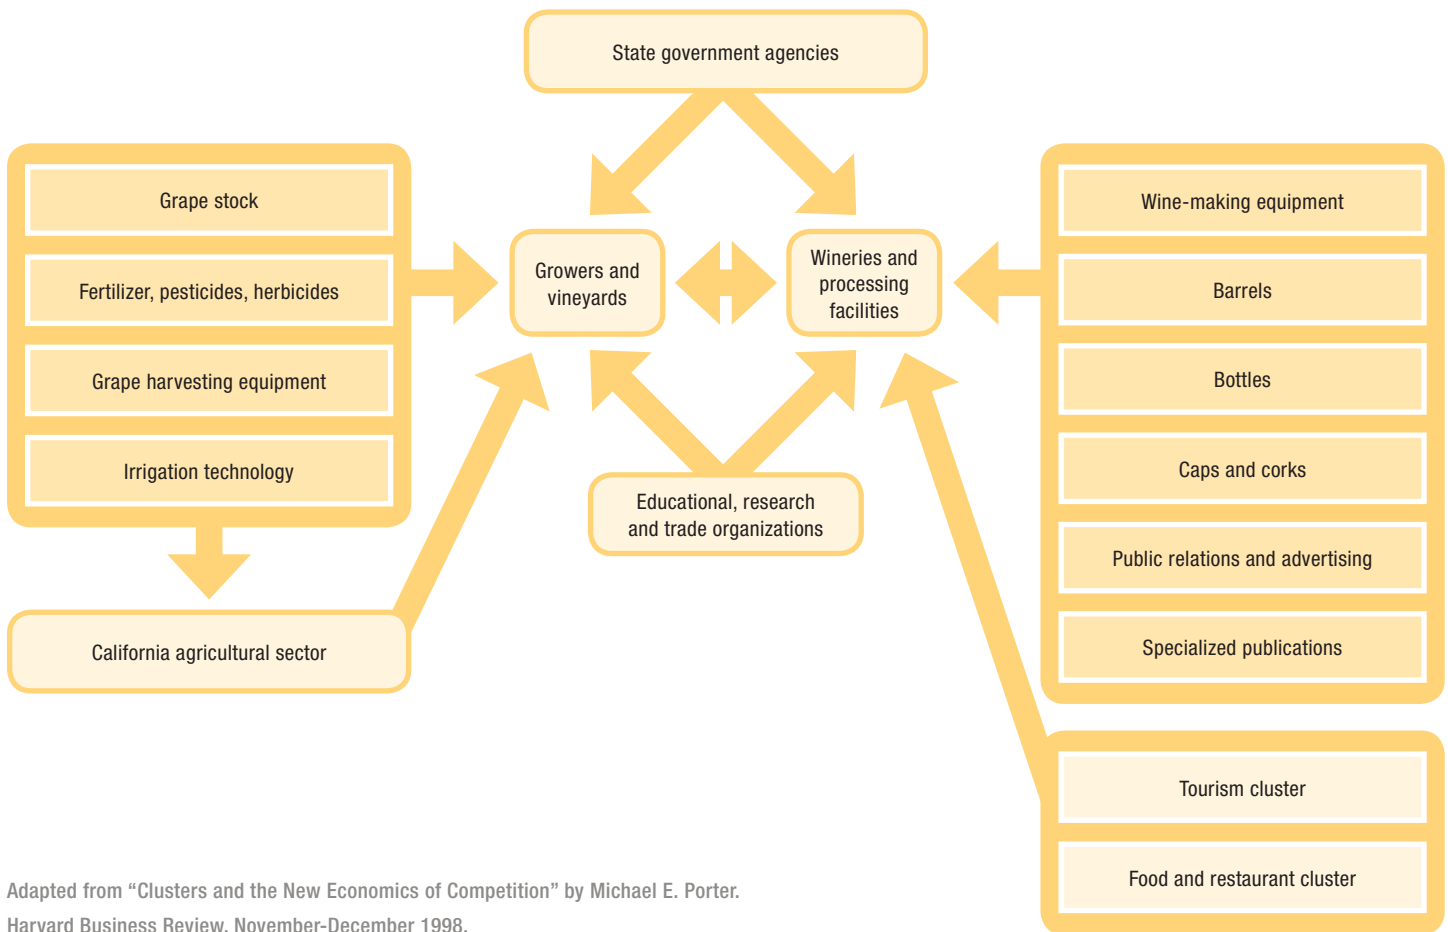 State government agencies
Grape stock
Fertilizer, pesticides, herbicides
Grape harvesting equipment
Irrigation technology
California agricultural sector
Growers and
vineyards
Wineries and
processing
facilities
Educational, research
and trade organizations
Wine-making equipment
Barrels
Bottles
Caps and corks
Public relations and advertising
Specialized publications
Tourism cluster
Food and restaurant cluster
Adapted from “Clusters and the New Economics of Competition” by Michael E. Porter.
Harvard Business Review, November-December 1998.